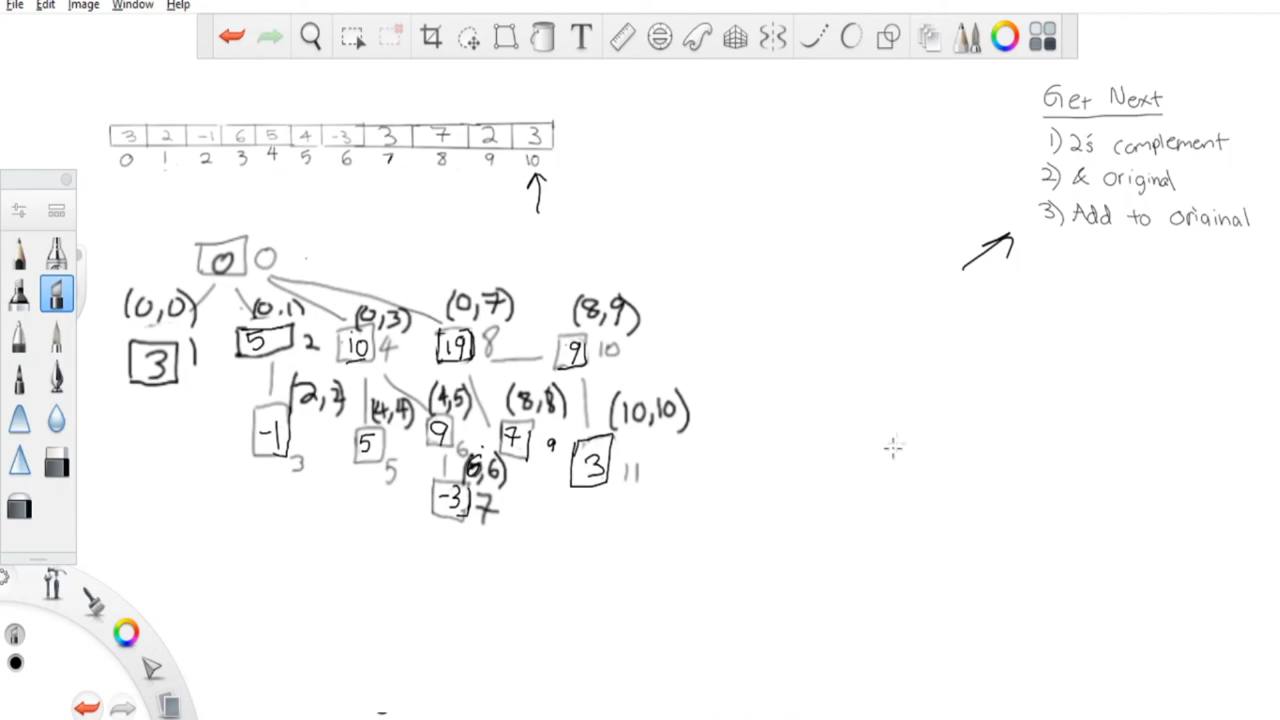 File Edit Image Window Help
T
Get Next
1) 2's complement
2) & original
3) Add to original
3 2 -1 6 5 4 -3 3 7 2 3
0 1 2 3 4 5 6 7 8 9 10
0 0
(0,0) (0,1) (0,3) (0,7) (8,9)
3 1 5 2 10 4 19 8 9 10
(2,2) (4,4) (4,5) (8,8) (10,10)
-1 3 5 5 9 6 7 9 3 11
(6,6)
-3 7